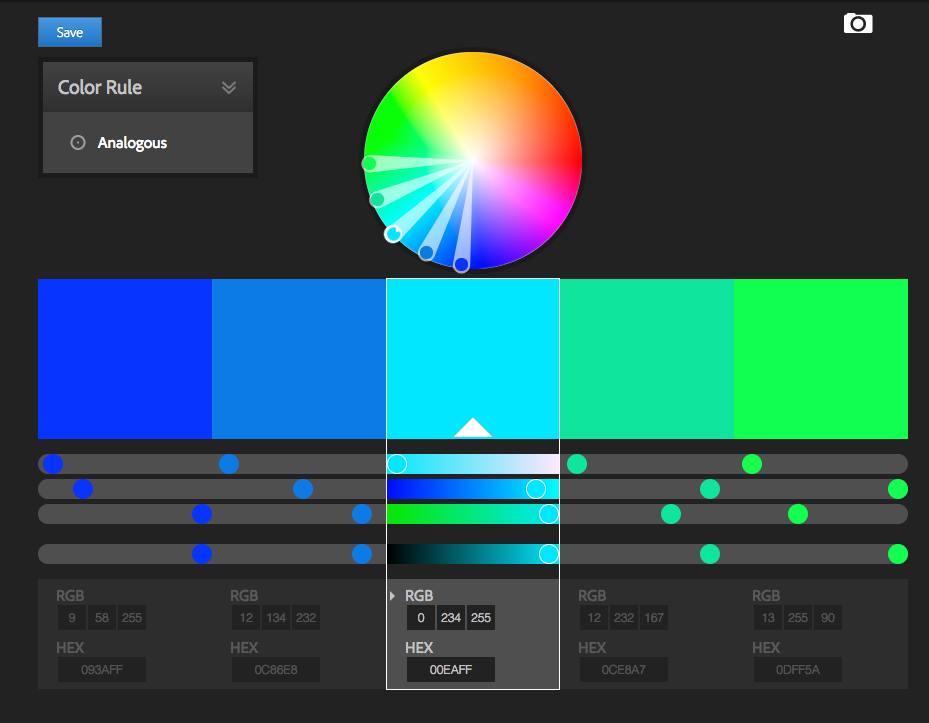 Save
Color Rule
Analogous
RGB RGB RGB RGB RGB
9 58 255 12 134 232 0 234 255 12 232 167 13 255 90
HEX HEX HEX HEX HEX
093AFF 0C86E8 00EAFF 0CE8A7 0DFF5A